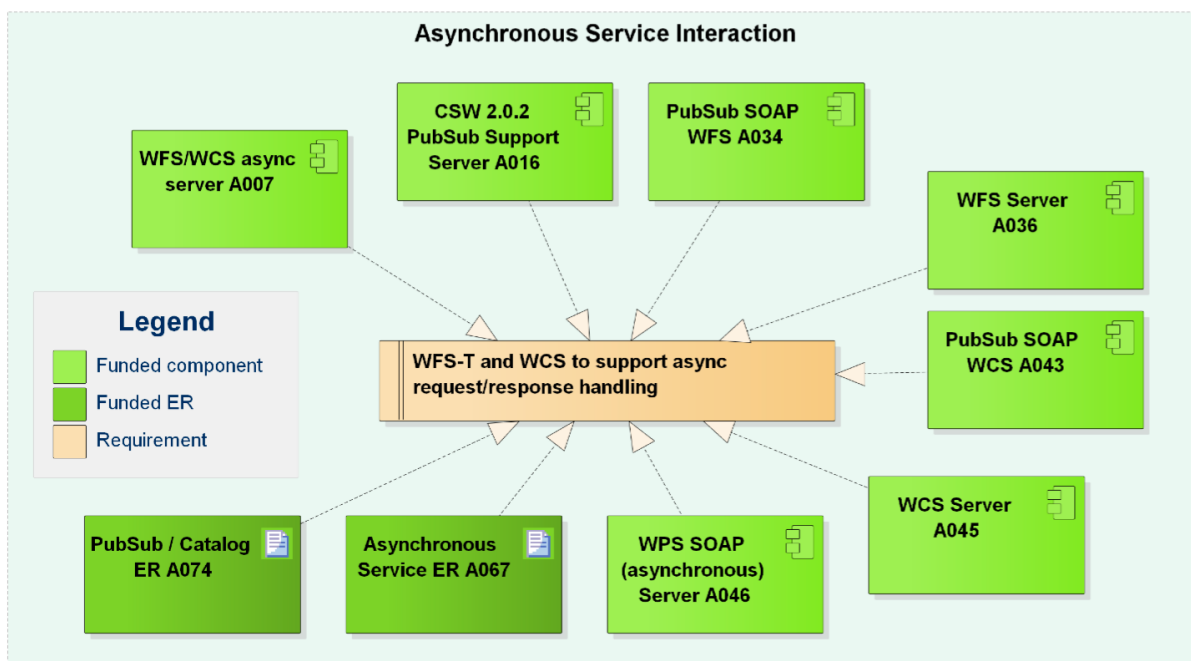 Asynchronous Service Interaction
CSW 2.0.2
PubSub Support
Server A016
PubSub SOAP
WFS A034
WFS/WCS async
server A007
WFS Server
A036
Legend
Funded component
Funded ER
Requirement
WFS-T and WCS to support async
request/response handling
PubSub SOAP
WCS A043
WCS Server
A045
PubSub / Catalog
ER A074
Asynchronous
Service ER A067
WPS SOAP
(asynchronous)
Server A046